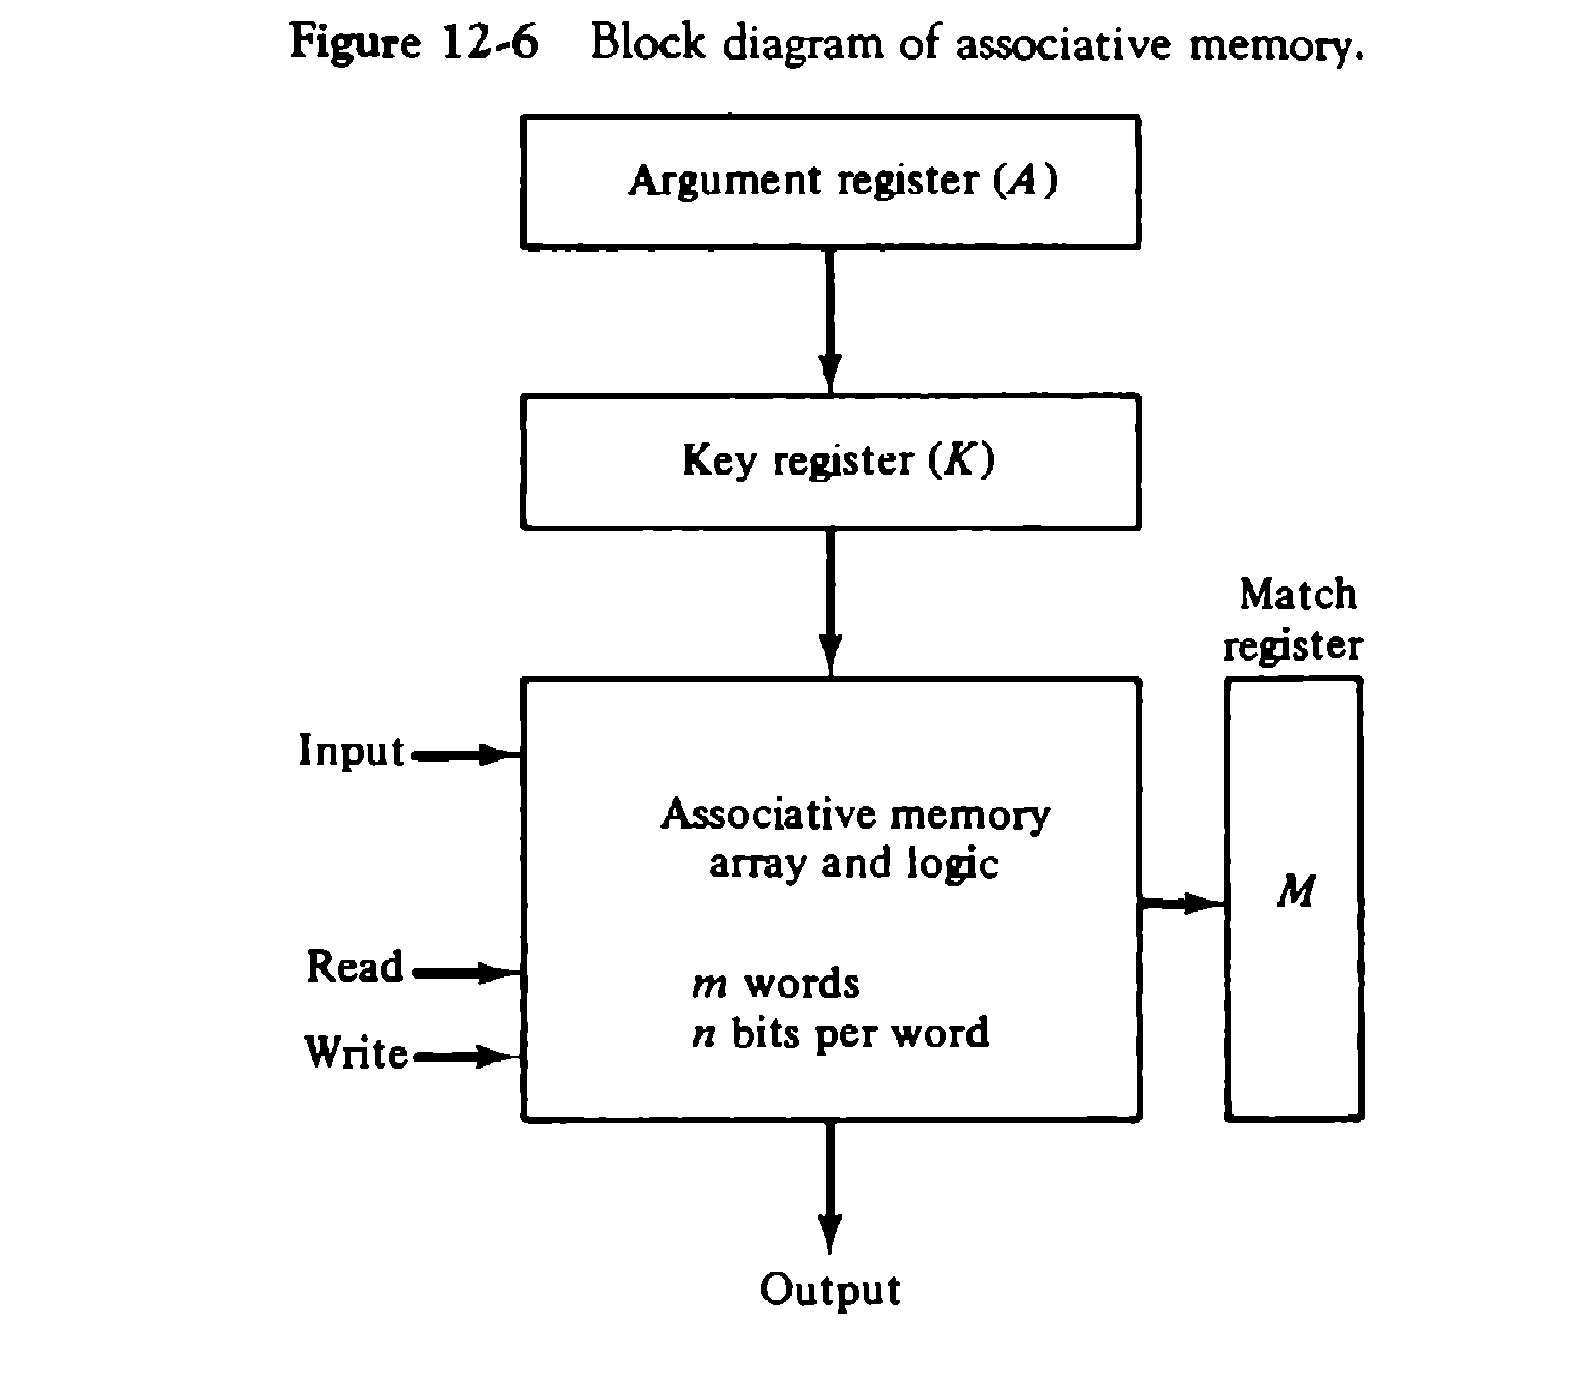 Figure 12-6 Block diagram of associative memory.
Argument register (A)
Key register (K)
Match
register
Input
Associative memory
array and logic
M
Read
m words
n bits per word
Write
Output